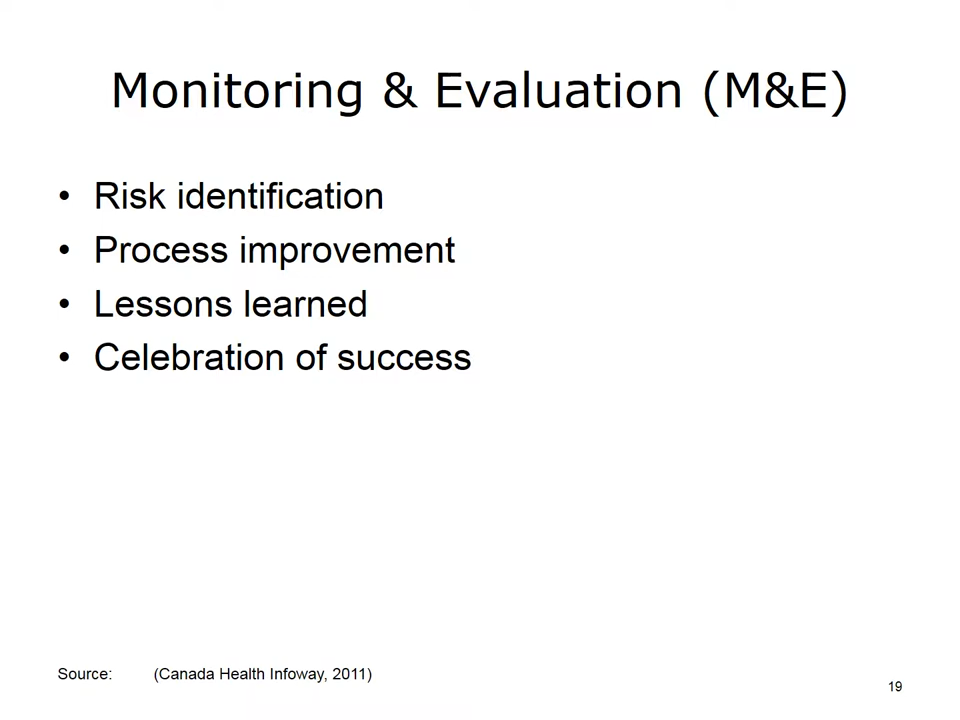 Monitoring & Evaluation (M&E)
• Risk identification
• Process improvement
• Lessons learned
• Celebration of success
Source: (Canada Health Infoway, 2011)
19